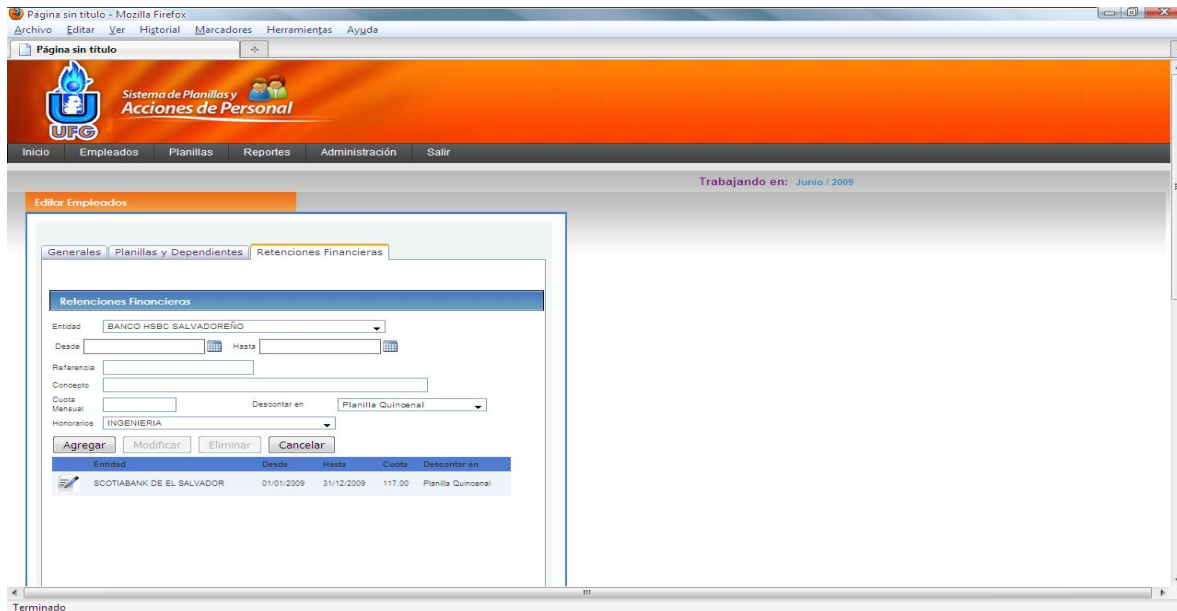 Página sin título - Mozilla Firefox
Archivo Editar Ver Historial Marcadores Herramientas Ayuda
Página sin título
Sistema de Planillas y
Acciones de Personal
UFG
Inicio Empleados Planillas Reportes Administración Salir
Trabajando en: Junio / 2009
Editar Empleados
Generales Planillas y Dependientes Retenciones Financieras
Retenciones Financieras
Entidad BANCO HSBC SALVADOREÑO
Desde Hasta
Referencia
Concepto
Cuota
Mensual Descontar en Planilla Quincenal
Honorarios INGENIERIA
Agregar Modificar Eliminar Cancelar
Entidad Desde Hasta Cuota Descontar en
SCOTIABANK DE EL SALVADOR 01/01/2009 31/12/2009 117.00 Planilla Quincenal
Terminado